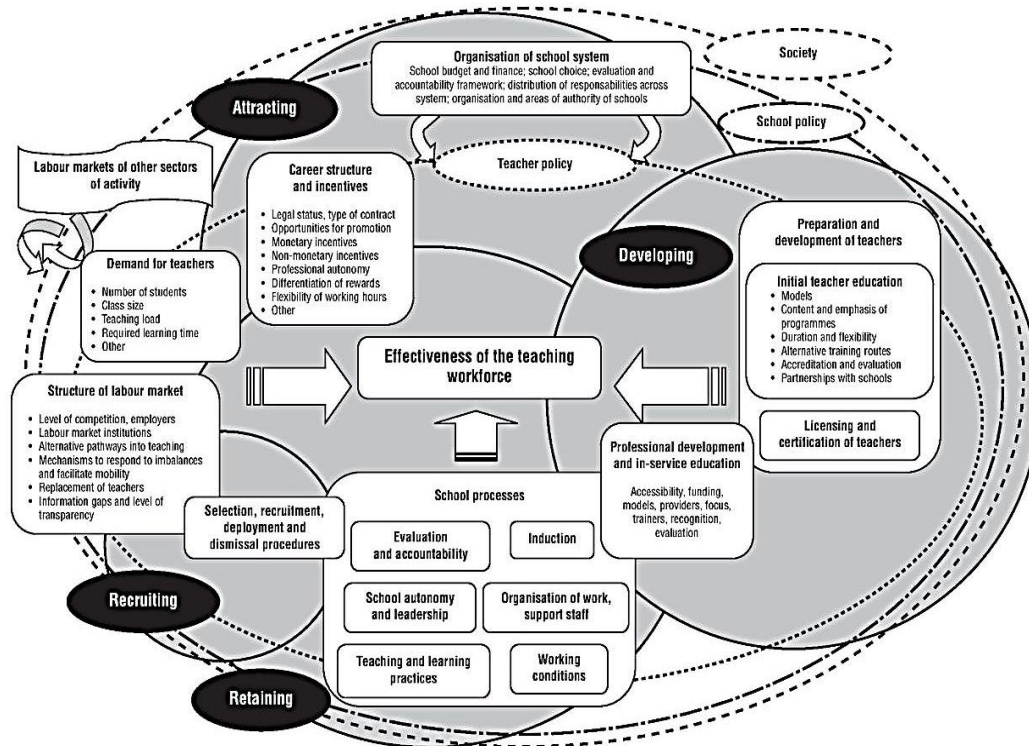 Organisation of school system
School budget and finance; school choice; evaluation and
accountability framework; distribution of responsabilities across
system; organisation and areas of authority of schools
Society
School policy
Attracting
Teacher policy
Labour markets of other sectors
of activity
Career structure
and incentives
• Legal status, type of contract
• Opportunities for promotion
• Monetary incentives
• Non-monetary incentives
• Professional autonomy
• Differentiation of rewards
• Flexibility of working hours
• Other
Demand for teachers
• Number of students
• Class size
• Teaching load
• Required learning time
• Other
Developing
Preparation and
development of teachers
Initial teacher education
• Models
• Content and emphasis of
programmes
• Duration and flexibility
• Alternative training routes
• Accreditation and evaluation
• Partnerships with schools
Licensing and
certification of teachers
Effectiveness of the teaching
workforce
Structure of labour market
• Level of competition, employers
• Labour market institutions
• Alternative pathways into teaching
• Mechanisms to respond to imbalances
and facilitate mobility
• Replacement of teachers
• Information gaps and level of
transparency
Selection, recruitment,
deployment and
dismissal procedures
Professional development
and in-service education
Accessibility, funding,
models, providers, focus,
trainers, recognition,
evaluation
School processes
Evaluation
and accountability
Induction
School autonomy
and leadership
Organisation of work,
support staff
Teaching and learning
practices
Working
conditions
Recruiting
Retaining